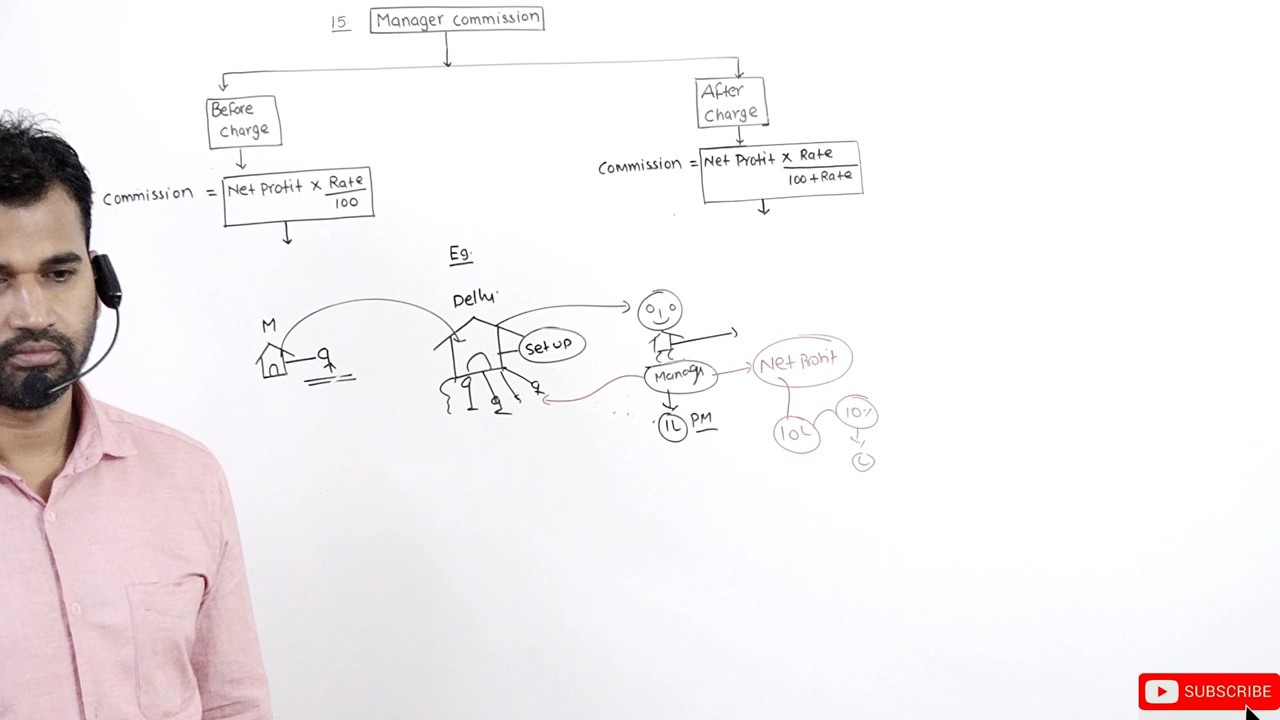 15. Manager commission
Before
charge
After
charge
Commission = Net Profit x Rate
100
Commission = Net Profit x Rate
100 + Rate
Eg.
M
Delhi
Set up
Manag
Net Profit
1L PM
10L
10%
SUBSCRIBE